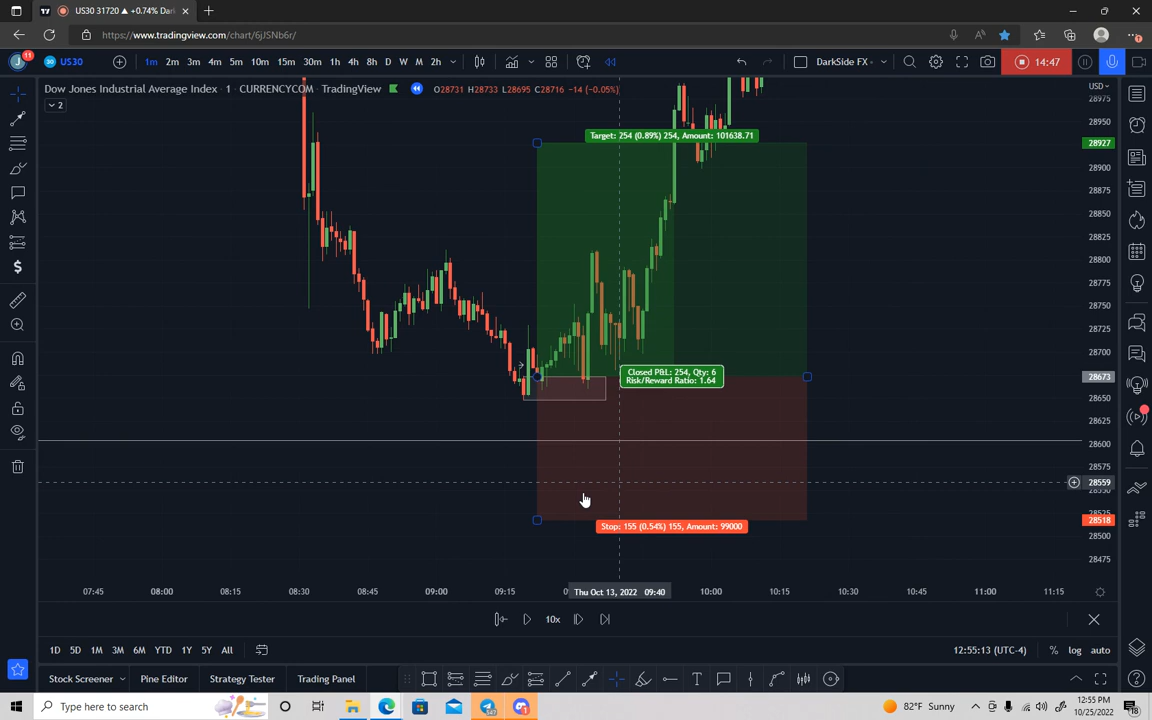 US30 31720 ▲ +0.74% Dar
https://www.tradingview.com/chart/6jJSNb6r/
J 11 US30 1m 2m 3m 4m 5m 10m 15m 30m 1h 4h 8h D W M 2h DarkSide FX 14:47
Dow Jones Industrial Average Index · 1 · CURRENCYCOM · TradingView O28731 H28733 L28695 C28716 −14 (−0.05%)
2
USD
28975
28950
28927
28900
28875
28850
28825
28800
28775
28750
28725
28700
28673
28650
28625
28600
28575
28559
28518
28500
28475
Target: 254 (0.89%) 254, Amount: 101638.71
Closed P&L: 254, Qty: 6
Risk/Reward Ratio: 1.64
Stop: 155 (0.54%) 155, Amount: 99000
07:45 08:00 08:15 08:30 08:45 09:00 09:15 Thu Oct 13, 2022 09:40 10:00 10:15 10:30 10:45 11:00 11:15
10x
1D 5D 1M 3M 6M YTD 1Y 5Y All 12:55:13 (UTC-4) % log auto
Stock Screener Pine Editor Strategy Tester Trading Panel
Type here to search 82°F Sunny 12:55 PM
10/25/2022 18